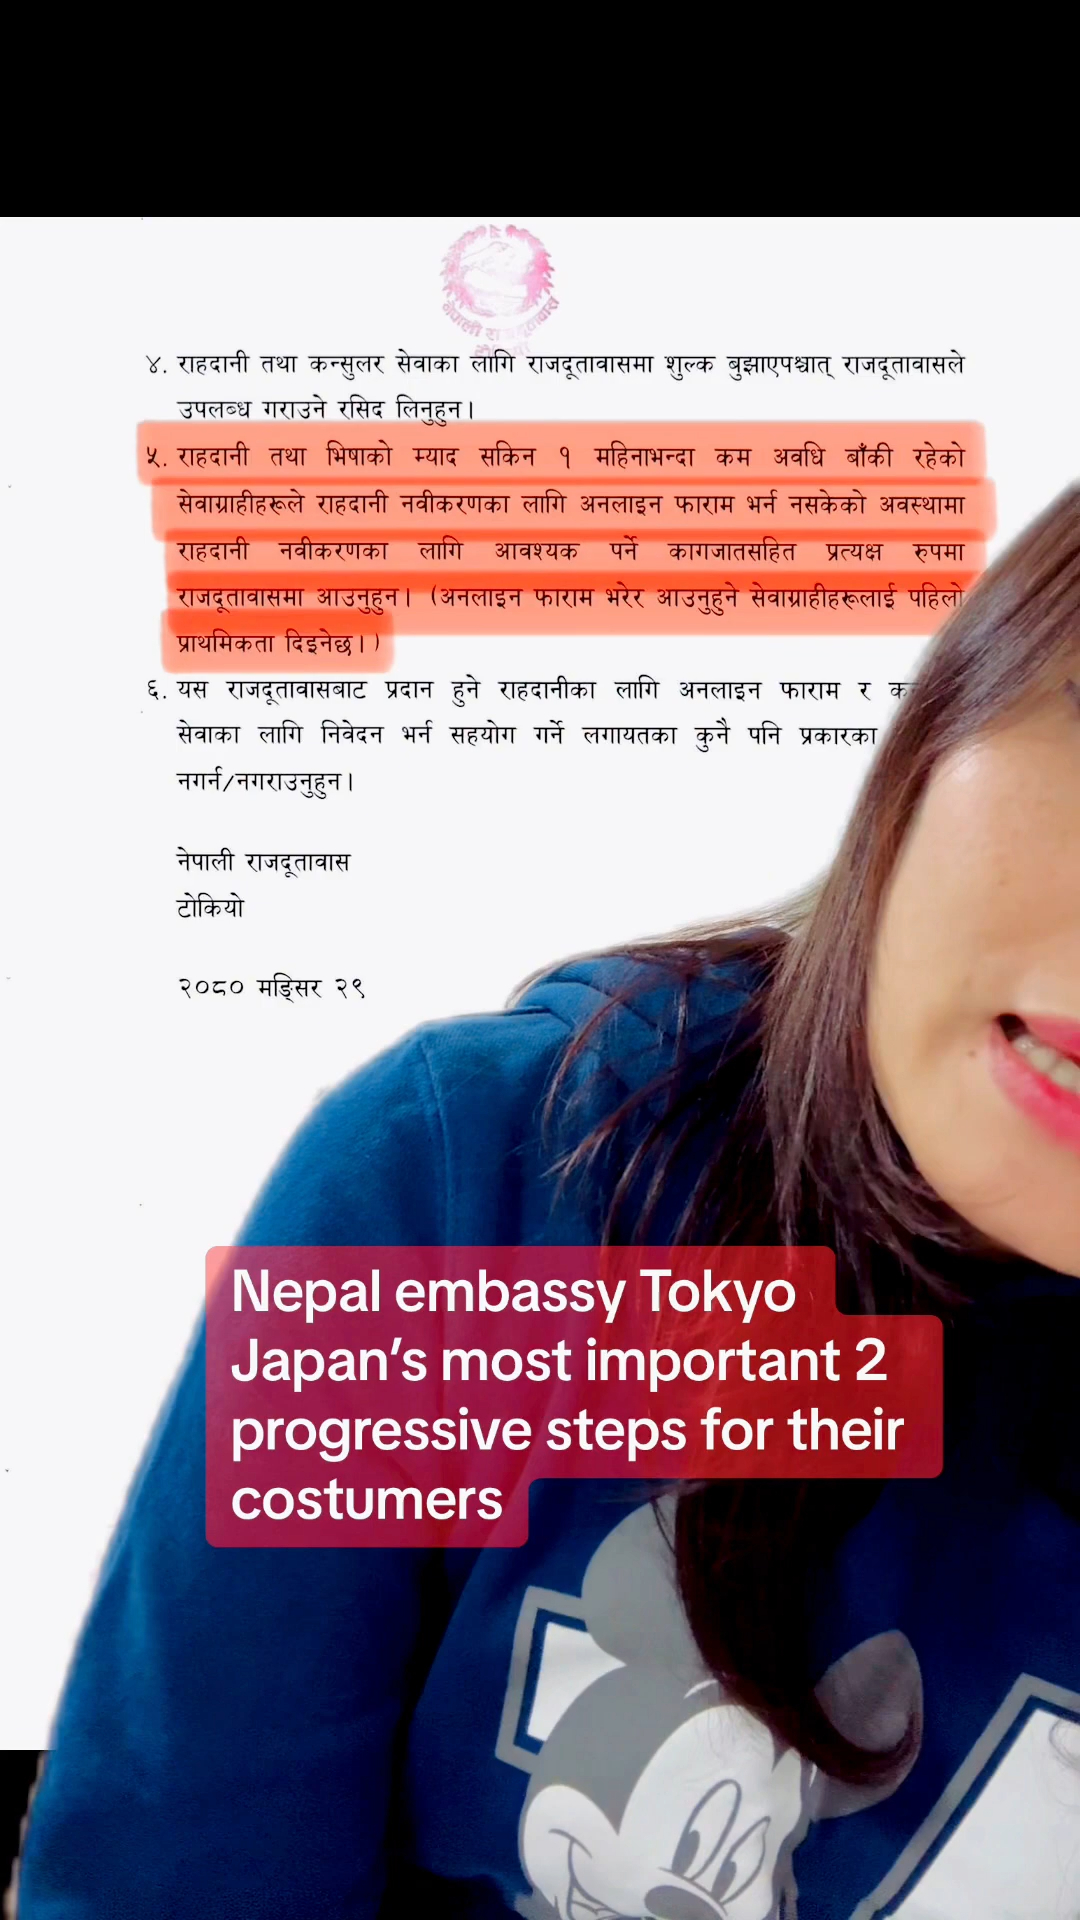 नेपाली राजदूतावास
टोकियो
४. राहदानी तथा कन्सुलर सेवाका लागि राजदूतावासमा शुल्क बुझाएपश्चात् राजदूतावासले
उपलब्ध गराउने रसिद लिनुहुन।
५. राहदानी तथा भिषाको म्याद सकिन १ महिनाभन्दा कम अवधि बाँकी रहेको
सेवाग्राहीहरूले राहदानी नवीकरणका लागि अनलाइन फाराम भर्न नसकेको अवस्थामा
राहदानी नवीकरणका लागि आवश्यक पर्ने कागजातसहित प्रत्यक्ष रुपमा
राजदूतावासमा आउनुहुन। (अनलाइन फाराम भरेर आउनुहुने सेवाग्राहीहरूलाई पहिलो
प्राथमिकता दिइनेछ।)
६. यस राजदूतावासबाट प्रदान हुने राहदानीका लागि अनलाइन फाराम र
सेवाका लागि निवेदन भर्न सहयोग गर्ने लगायतका कुनै पनि प्रकारका
नगर्न/नगराउनुहुन।
नेपाली राजदूतावास
टोकियो
२०८० मङ्सिर २९
Nepal embassy Tokyo
Japan’s most important 2
progressive steps for their
costumers